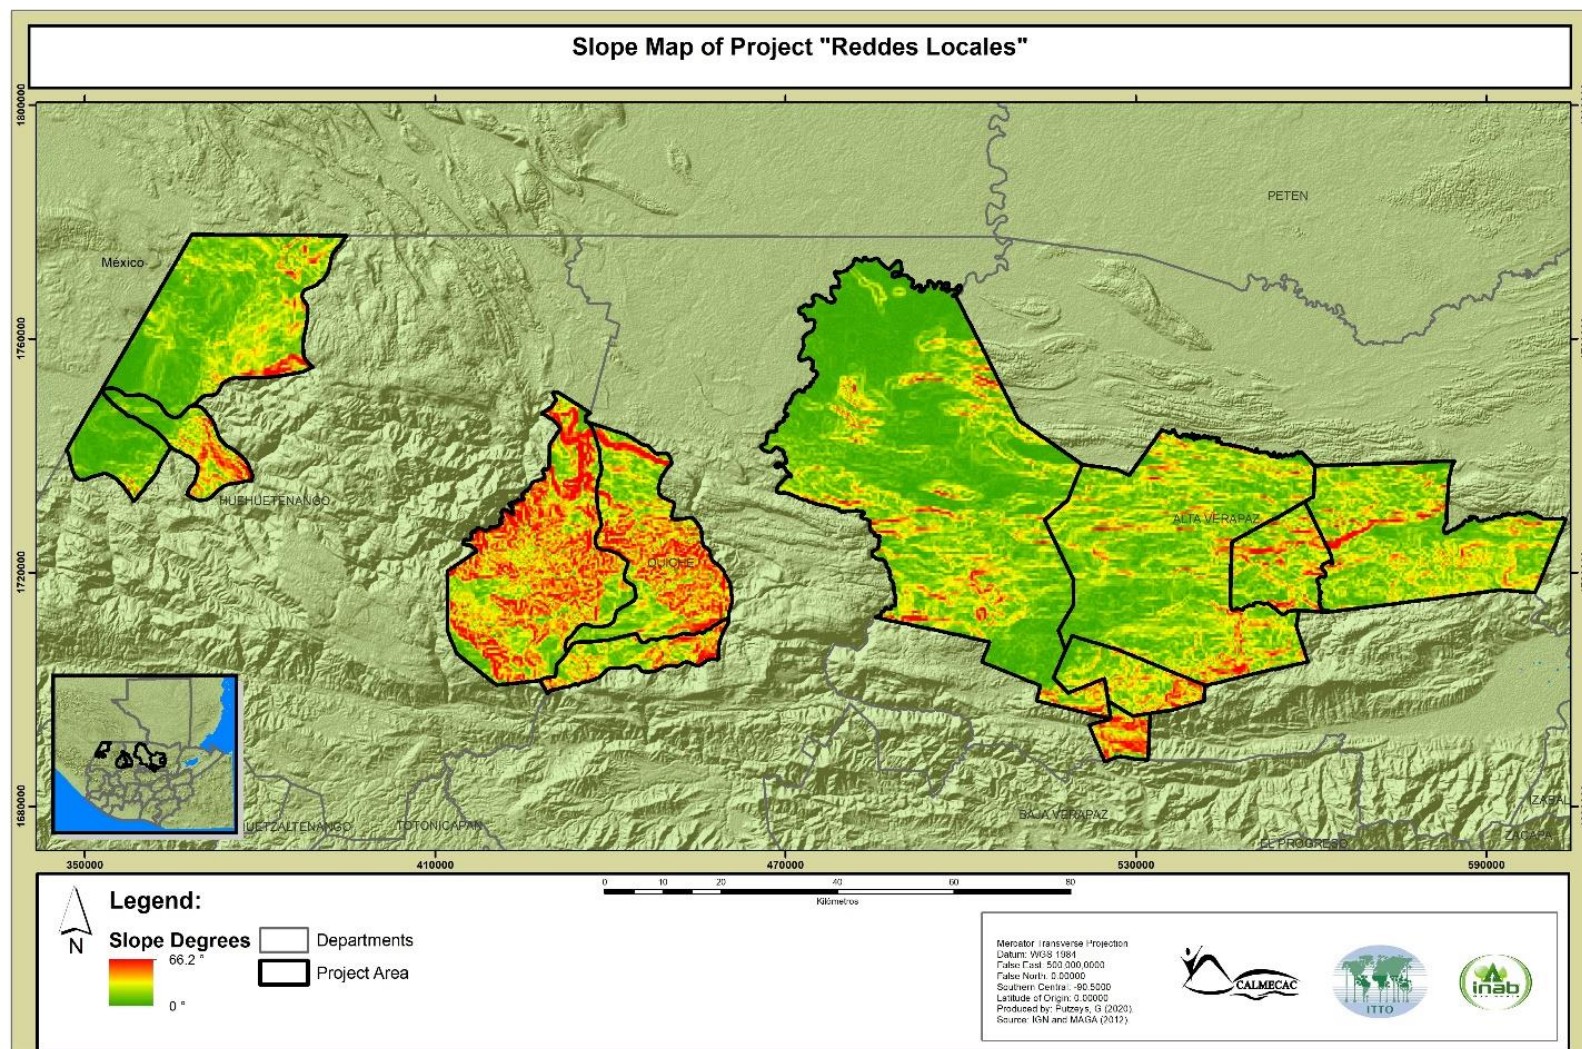 Slope Map of Project "Reddes Locales"
1800000
PETEN
México
1760000
HUEHUETENANGO
ALTA VERAPAZ
QUICHE
1720000
1680000
UETZALTENANGO
TOTONICAPAN
BAJA VERAPAZ
IZABAL
ZACAPA
EL PROGRESO
350000
410000
470000
530000
590000
0 10 20 40 60 80
Kilómetros
Legend:
N
Slope Degrees
66.2 °
0 °
Departments
Project Area
Mercator Transverse Projection
Datum: WGS 1984
False East: 500,000,0000
False North: 0.00000
Southern Central: -90.5000
Latitude of Origin: 0.00000
Produced by: Putzeys, G (2020).
Source: IGN and MAGA (2012).
CALMECAC
ITTO
inab